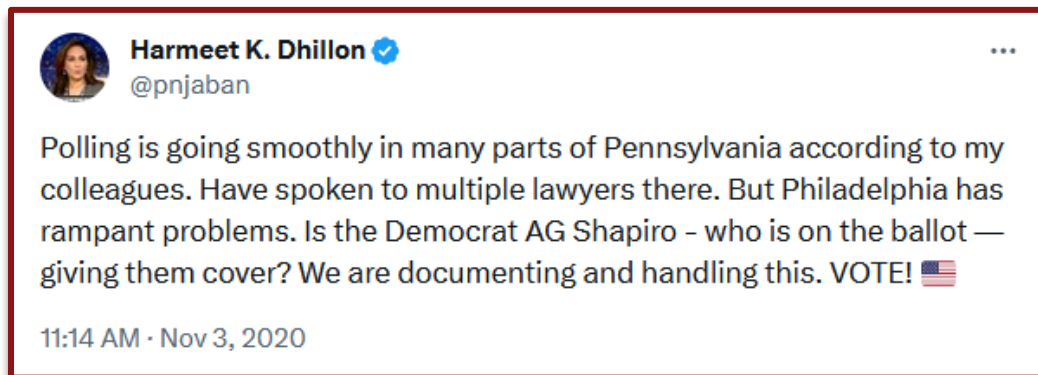 Harmeet K. Dhillon
@pnjaban
Polling is going smoothly in many parts of Pennsylvania according to my
colleagues. Have spoken to multiple lawyers there. But Philadelphia has
rampant problems. Is the Democrat AG Shapiro - who is on the ballot —
giving them cover? We are documenting and handling this. VOTE! 🇺🇸
11:14 AM · Nov 3, 2020